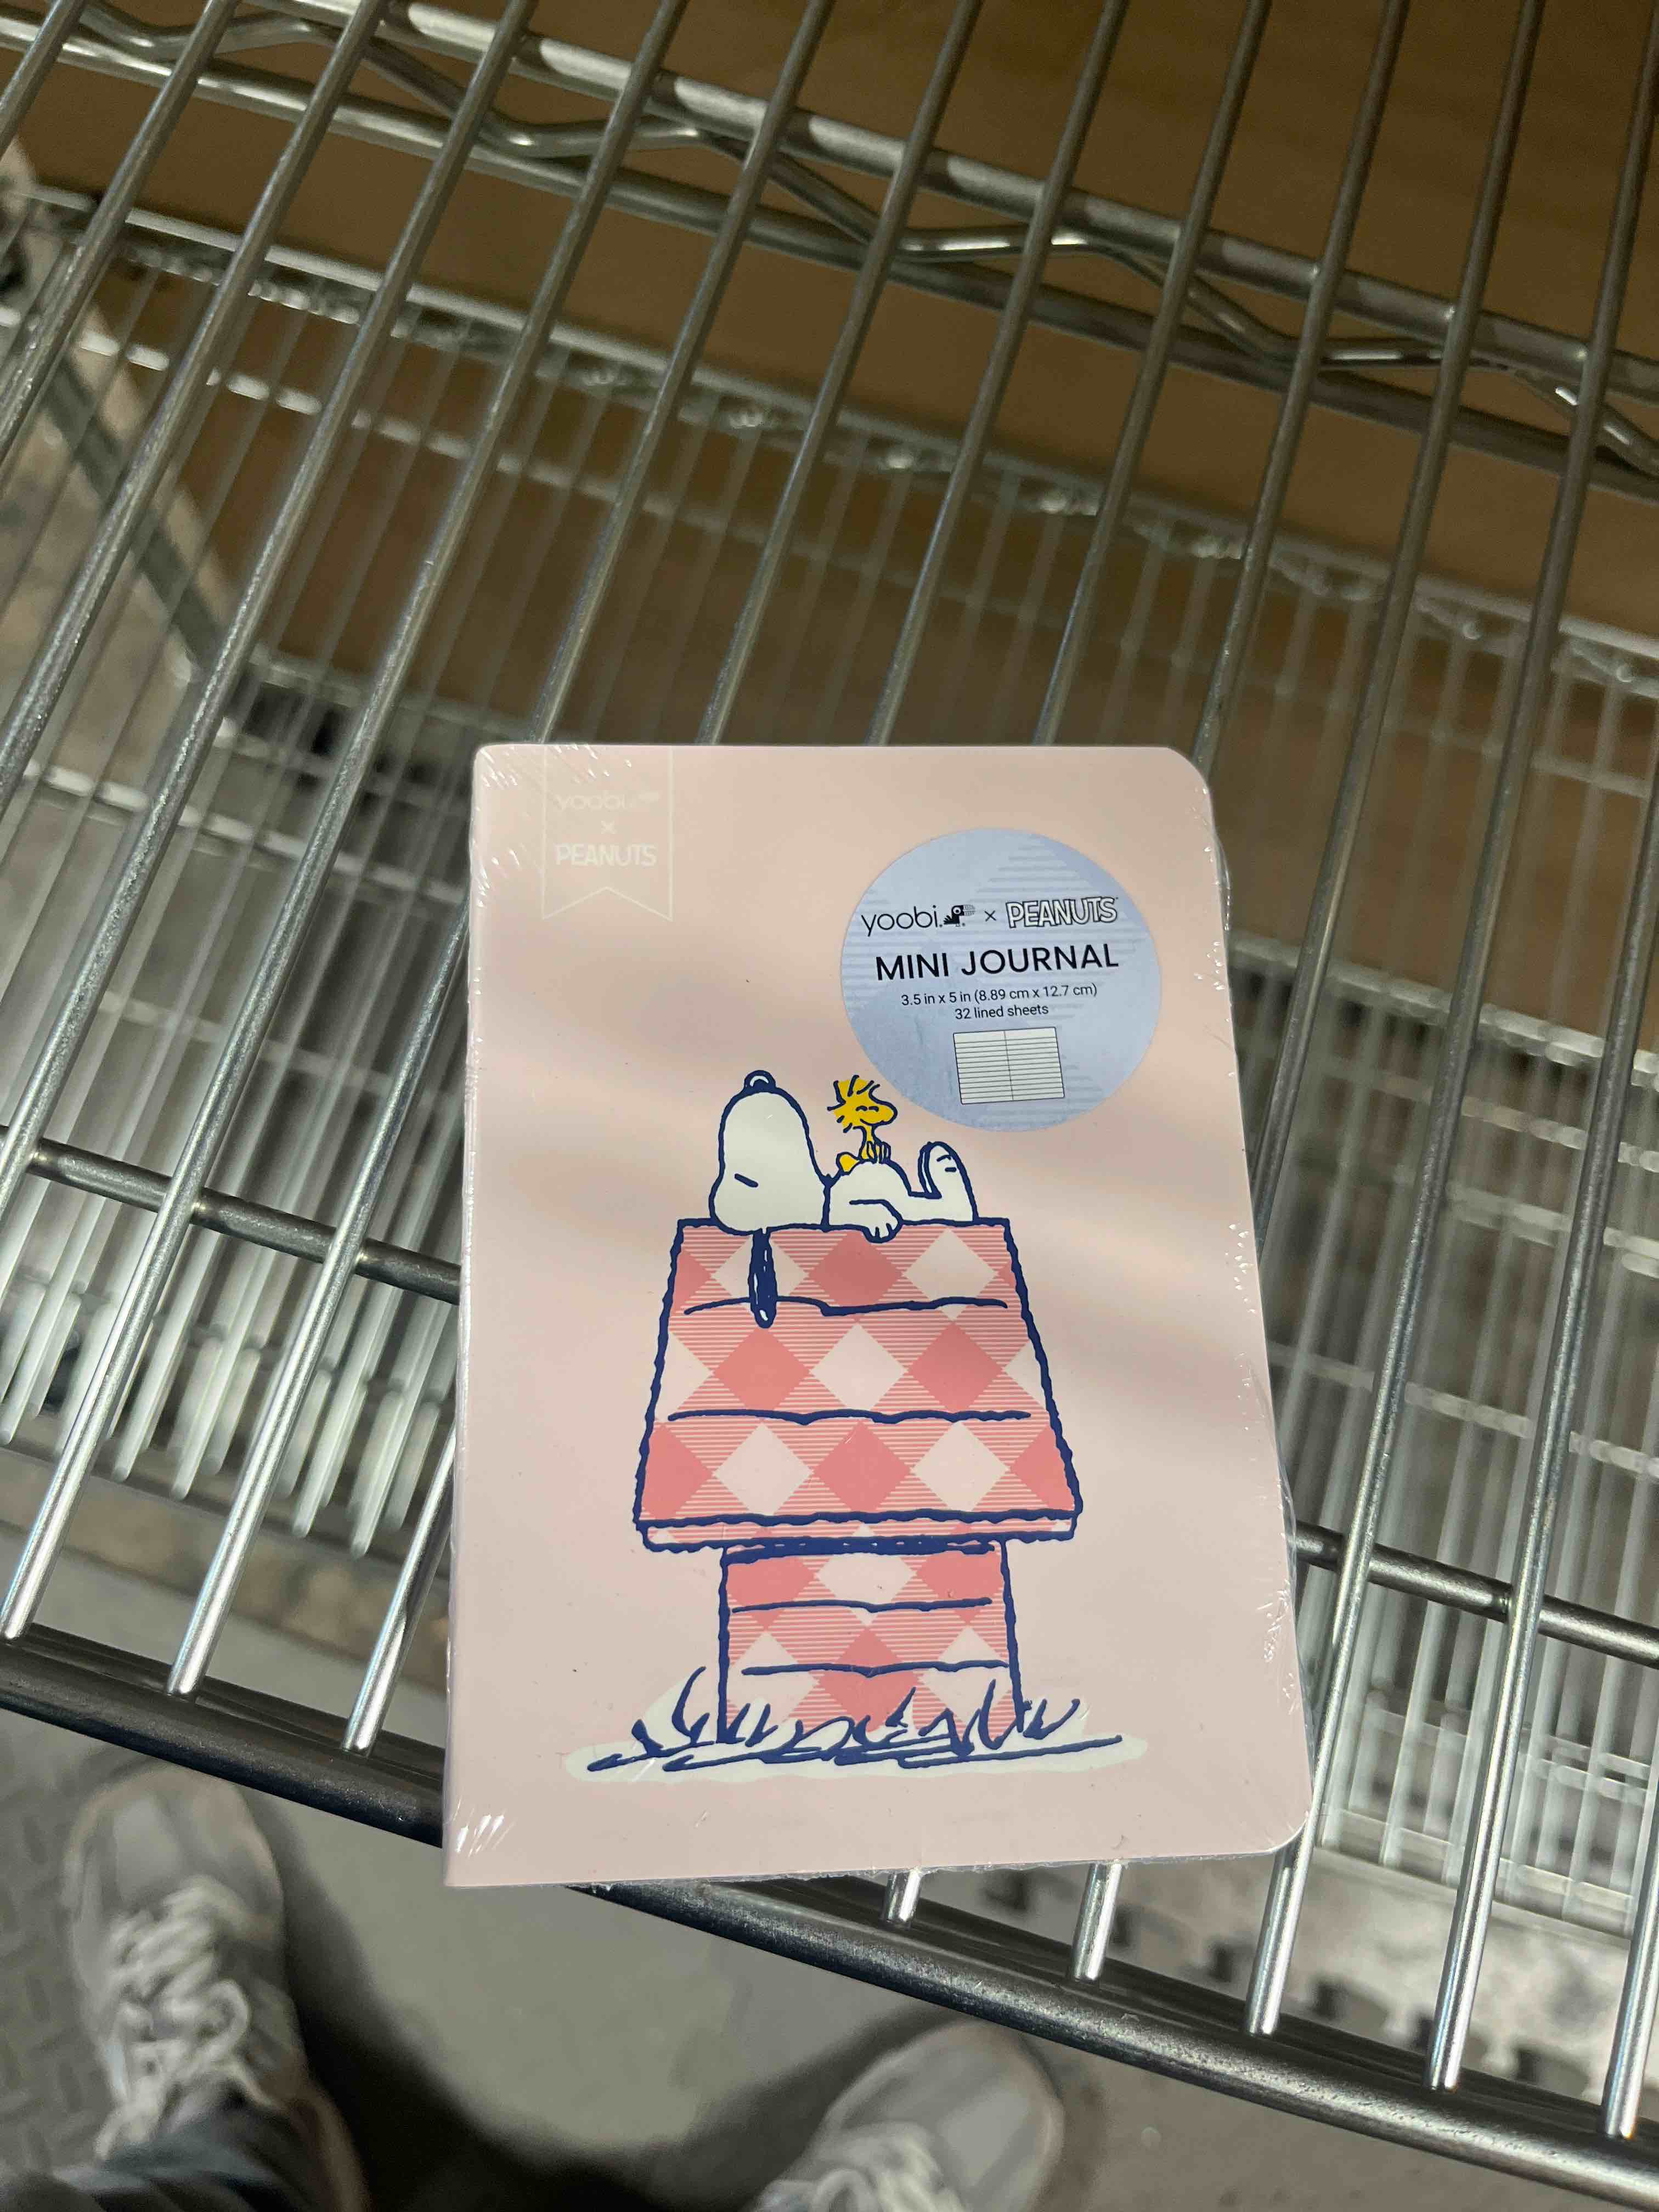 yoobi
x
PEANUTS
yoobi. x PEANUTS
MINI JOURNAL
3.5 in x 5 in (8.89 cm x 12.7 cm)
32 lined sheets